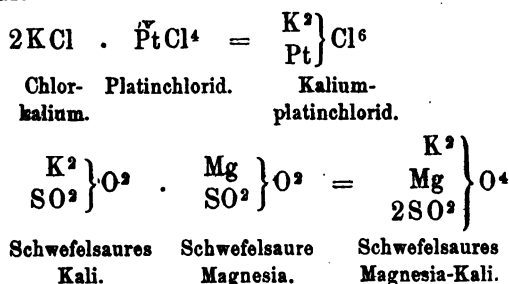 2KCl . P̎tCl⁴ = K² Pt}Cl⁶
Chlor- Platinchlorid. Kalium-
kalium. platinchlorid.
K² SO²}O² . Mg SO²}O² = K² Mg 2SO²}O⁴
Schwefelsaures Schwefelsaure Schwefelsaures
Kali. Magnesia. Magnesia-Kali.